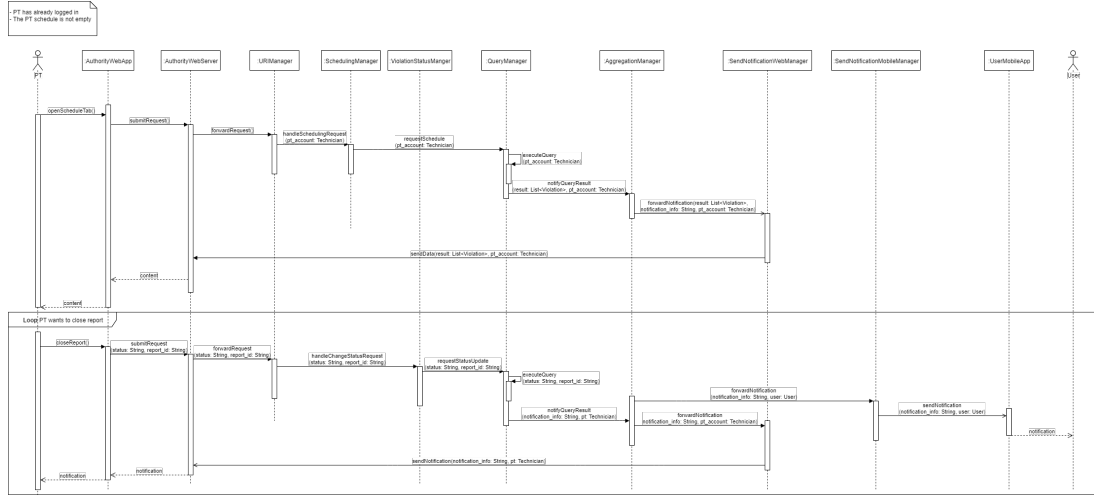 - PT has already logged in
- The PT schedule is not empty
PT
:AuthorityWebApp
:AuthorityWebServer
:URIManager
:SchedulingManager
:ViolationStatusManger
:QueryManager
:AggregationManager
:SendNotificationWebManager
:SendNotificationMobileManager
:UserMobileApp
User
openScheduleTab()
submitRequest()
forwardRequest()
handleSchedulingRequest
(pt_account: Technician)
requestSchedule
(pt_account: Technician)
executeQuery
(pt_account: Technician)
notifyQueryResult
(result: List<Violation>, pt_account: Technician)
forwardNotification(result: List<Violation>,
notification_info: String, pt_account: Technician)
sendData(result: List<Violation>, pt_account: Technician)
content
content
Loop PT wants to close report
closeReport()
submitRequest
(status: String, report_id: String)
forwardRequest
(status: String, report_id: String)
handleChangeStatusRequest
(status: String, report_id: String)
requestStatusUpdate
(status: String, report_id: String)
executeQuery
(status: String, report_id: String)
forwardNotification
(notification_info: String, user: User)
sendNotification
(notification_info: String, user: User)
notifyQueryResult
(notification_info: String, pt: Technician)
forwardNotification
(notification_info: String, pt_account: Technician)
notification
sendNotification(notification_info: String, pt: Technician)
notification
notification